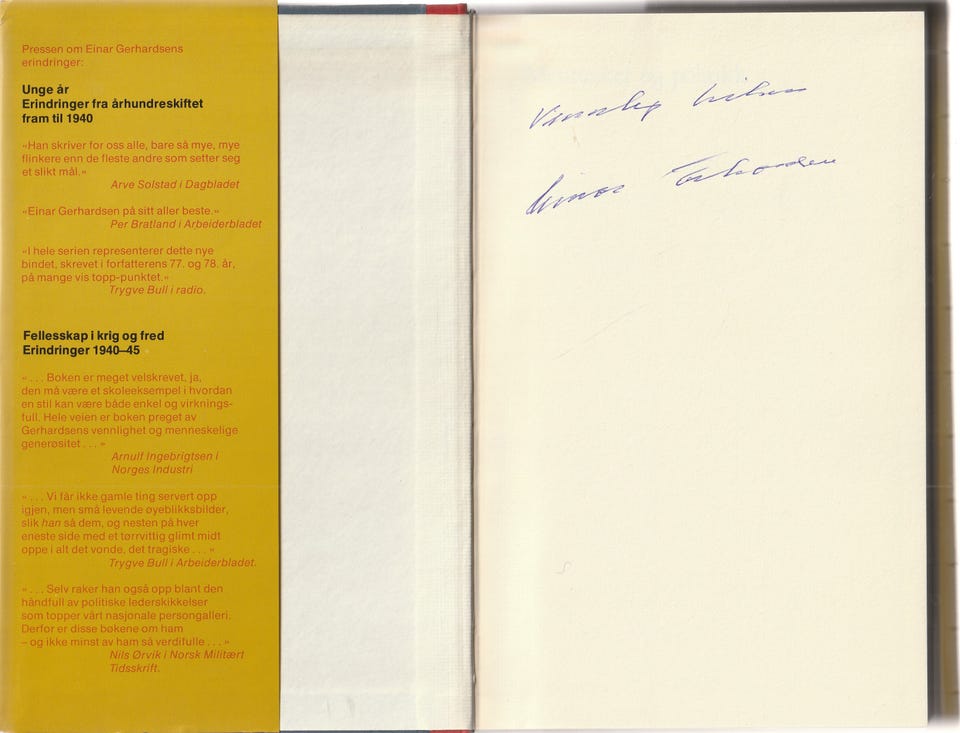 Pressen om Einar Gerhardsens
erindringer:
Unge år
Erindringer fra århundreskiftet
fram til 1940
«Han skriver for oss alle, bare så mye, mye
flinkere enn de fleste andre som setter seg
et slikt mål.«
Arve Solstad i Dagbladet
«Einar Gerhardsen på sitt aller beste.«
Per Bratland i Arbeiderbladet
«I hele serien representerer dette nye
bindet, skrevet i forfatterens 77. og 78. år,
på mange vis topp-punktet.«
Trygve Bull i radio.
Fellesskap i krig og fred
Erindringer 1940–45
«... Boken er meget velskrevet, ja,
den må være et skoleeksempel i hvordan
en stil kan være både enkel og virknings-
full. Hele veien er boken preget av
Gerhardsens vennlighet og menneskelige
generøsitet ... »
Arnulf Ingebrigtsen i
Norges Industri
« ... Vi får ikke gamle ting servert opp
igjen, men små levende øyeblikksbilder,
slik han så dem, og nesten på hver
eneste side med et tørrvittig glimt midt
oppe i alt det vonde, det tragiske ... »
Trygve Bull i Arbeiderbladet.
« ... Selv raker han også opp blant den
håndfull av politiske lederskikkelser
som topper vårt nasjonale persongalleri.
Derfor er disse bøkene om ham
– og ikke minst av ham så verdifulle ... »
Nils Ørvik i Norsk Militært
Tidsskrift.
Vennlig hilsen
Einar Gerhardsen